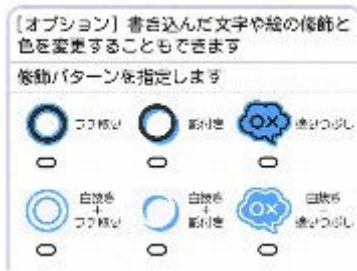 [オプション] 書き込んだ文字や絵の修飾と
色を変更することもできます
修飾パターンを指定します
フチ取り
影付き
OX
塗りつぶし
白抜き
+
フチ取り
白抜き
+
影付き
OX
白抜き
+
塗りつぶし